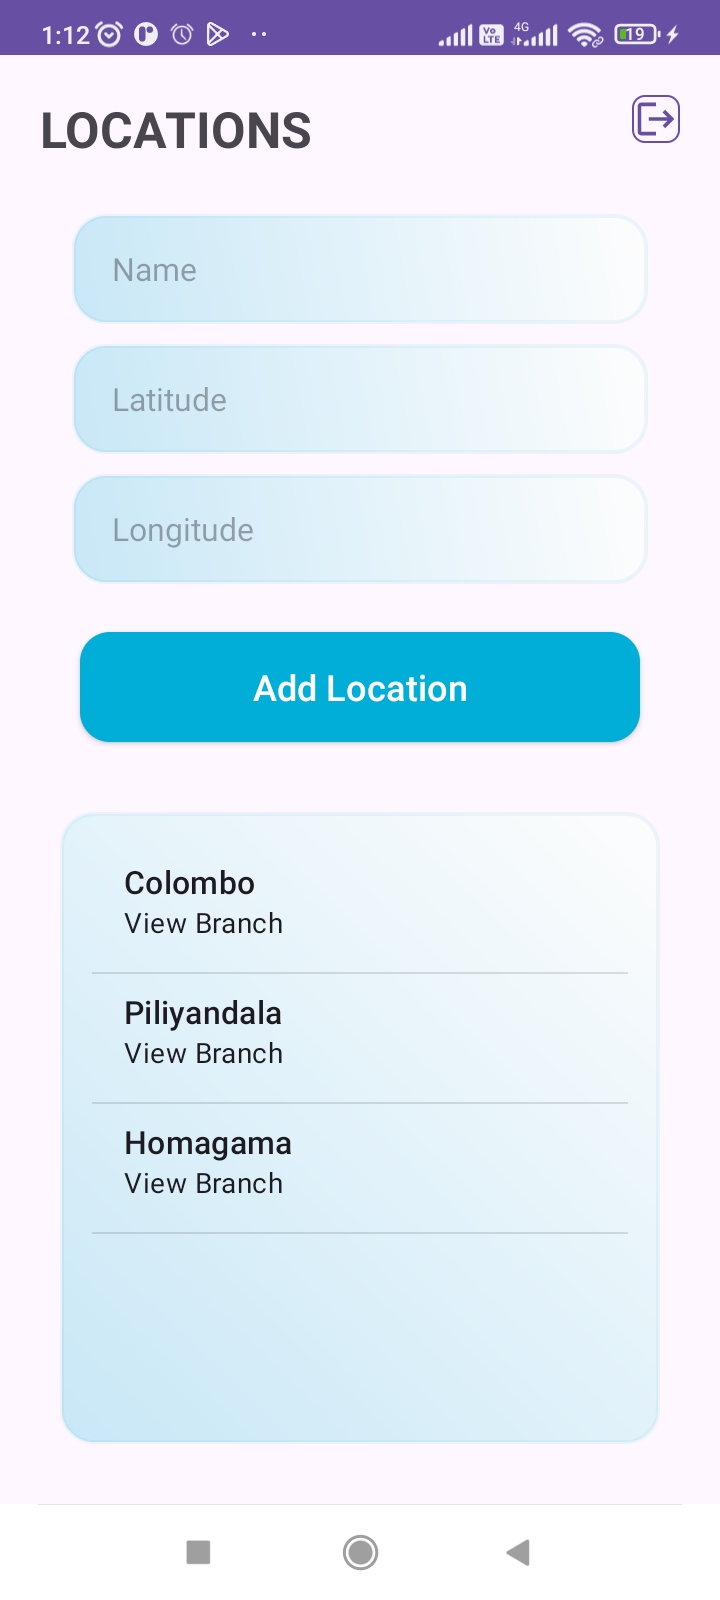 1:12 Vo LTE 4G 19
LOCATIONS
Name
Latitude
Longitude
Add Location
Colombo
View Branch
Piliyandala
View Branch
Homagama
View Branch